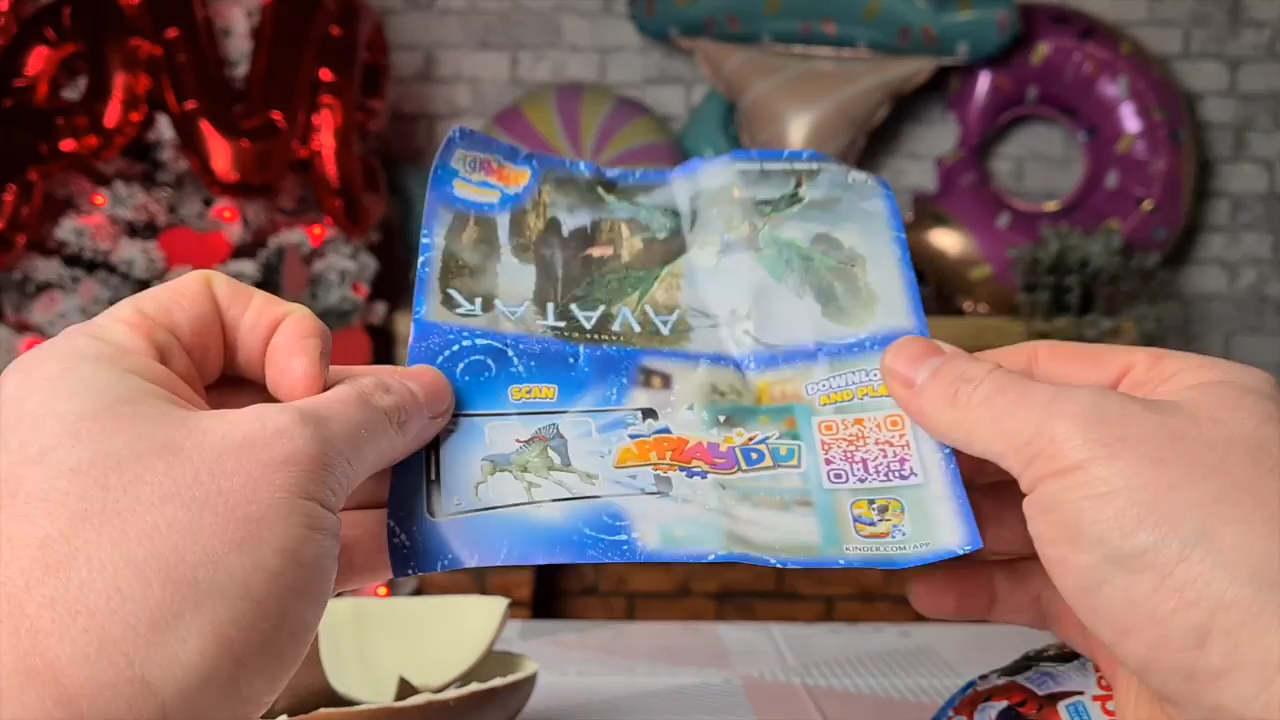 AVATAR
SCAN
DOWNLO
AND PLA
APPLAYDU
KINDER.COM/APP